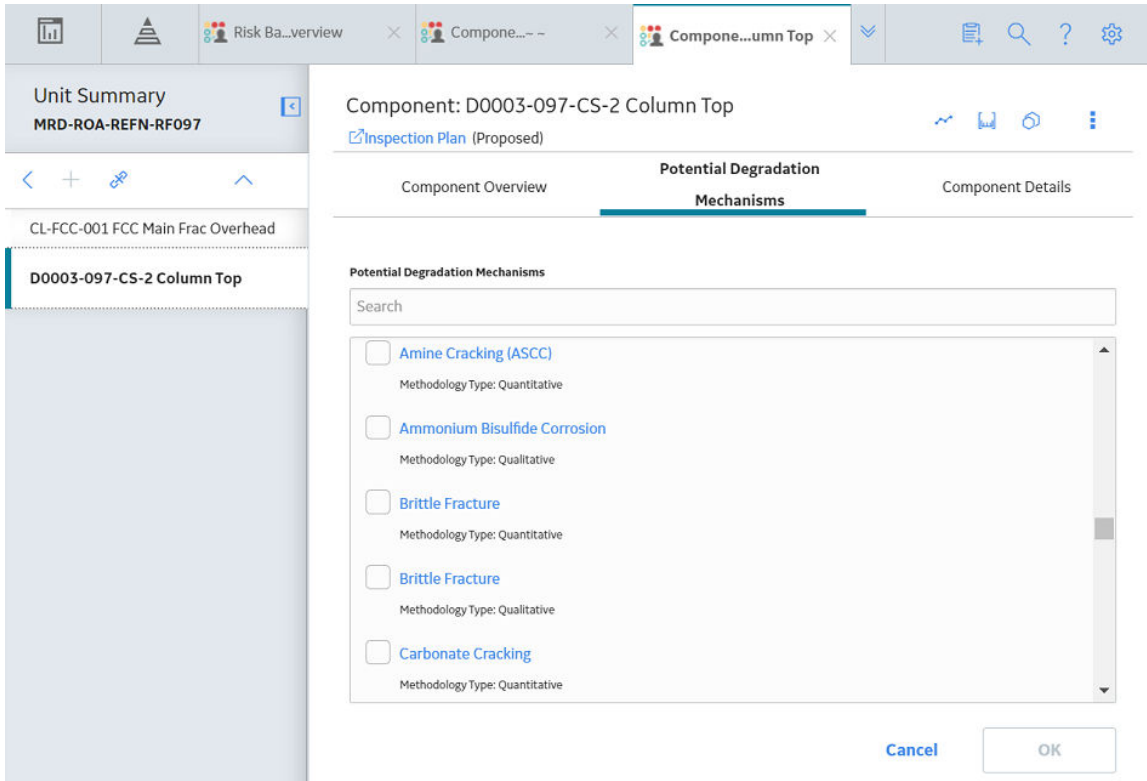 Risk Ba...verview
Compone...~ ~
Compone...umn Top
Unit Summary
MRD-ROA-REFN-RF097
CL-FCC-001 FCC Main Frac Overhead
D0003-097-CS-2 Column Top
Component: D0003-097-CS-2 Column Top
Inspection Plan (Proposed)
Component Overview
Potential Degradation
Mechanisms
Component Details
Potential Degradation Mechanisms
Search
Amine Cracking (ASCC)
Methodology Type: Quantitative
Ammonium Bisulfide Corrosion
Methodology Type: Qualitative
Brittle Fracture
Methodology Type: Quantitative
Brittle Fracture
Methodology Type: Qualitative
Carbonate Cracking
Methodology Type: Quantitative
Cancel
OK